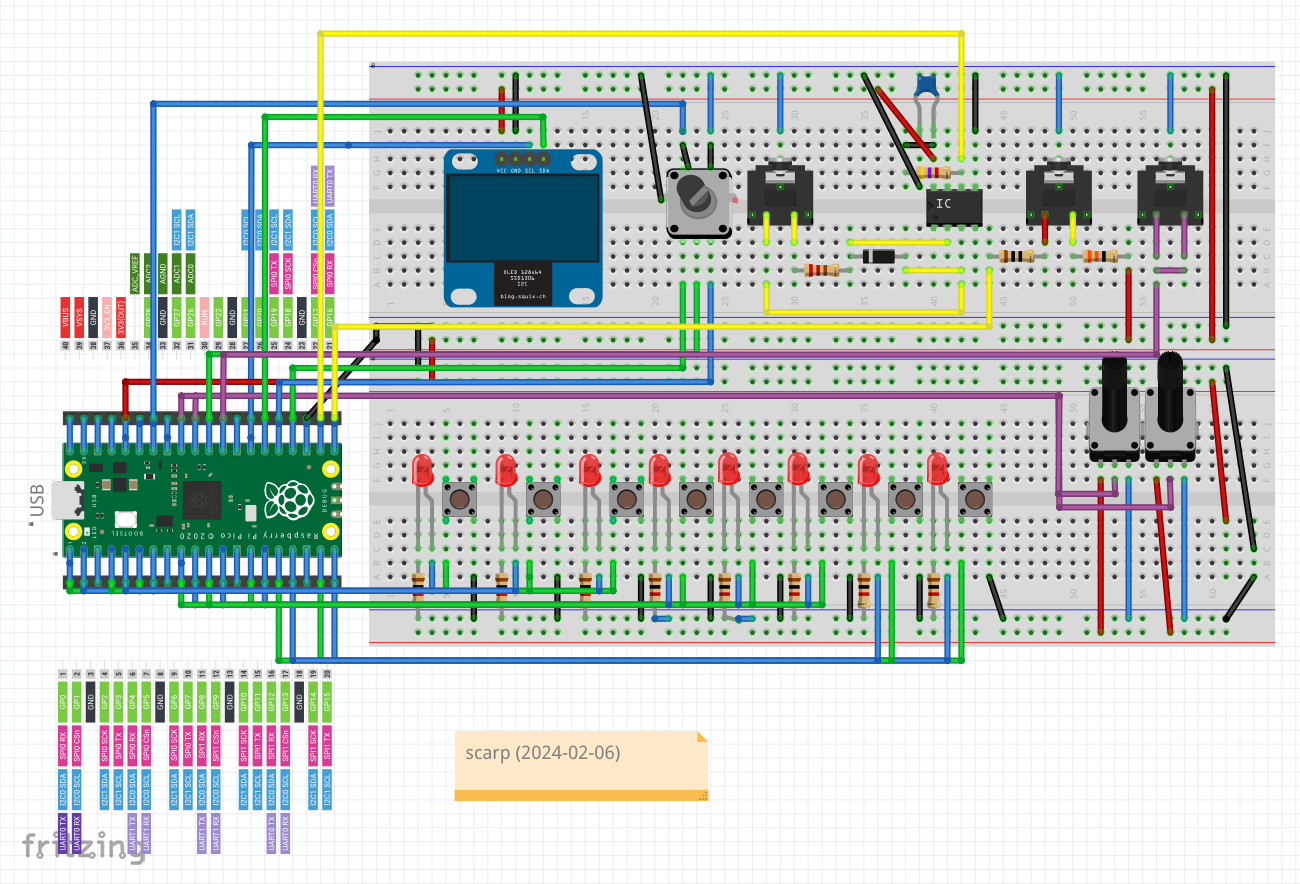 VCC GND SCL SDA
OLED 128x64
SSD1306
I2C
blog.squix.ch
IC
UART0 RX
UART0 TX
I2C1 SCL
I2C1 SDA
I2C0 SCL
I2C0 SDA
I2C1 SCL
I2C1 SDA
ADC_VREF
ADC2
ADC1
ADC0
SPI0 TX
SPI0 SCK
SPI0 CSn
SPI0 RX
VBUS
VSYS
GND
3V3_EN
3V3(OUT)
GP28
GND
GP27
GP26
RUN
GP22
GND
GP21
GP20
GP19
GP18
GND
GP17
GP16
40 39 38 37 36 35 34 33 32 31 30 29 28 27 26 25 24 23 22 21
USB
USB
BOOTSEL
Raspberry Pi Pico ©2020
DEBUG
1 2 3 4 5 6 7 8 9 10 11 12 13 14 15 16 17 18 19 20
GP0 GP1 GND GP2 GP3 GP4 GP5 GND GP6 GP7 GP8 GP9 GND GP10 GP11 GP12 GP13 GND GP14 GP15
SPI0 RX SPI0 CSn SPI0 SCK SPI0 TX SPI0 RX SPI0 CSn SPI0 SCK SPI0 TX SPI1 RX SPI1 CSn SPI1 SCK SPI1 TX SPI1 RX SPI1 CSn SPI1 SCK SPI1 TX
I2C0 SDA I2C0 SCL I2C1 SDA I2C1 SCL I2C0 SDA I2C0 SCL I2C1 SDA I2C1 SCL I2C0 SDA I2C0 SCL I2C1 SDA I2C1 SCL I2C0 SDA I2C0 SCL I2C1 SDA I2C1 SCL
UART0 TX UART0 RX UART1 TX UART1 RX UART1 TX UART1 RX UART0 TX UART0 RX
scarp (2024-02-06)
fritzing